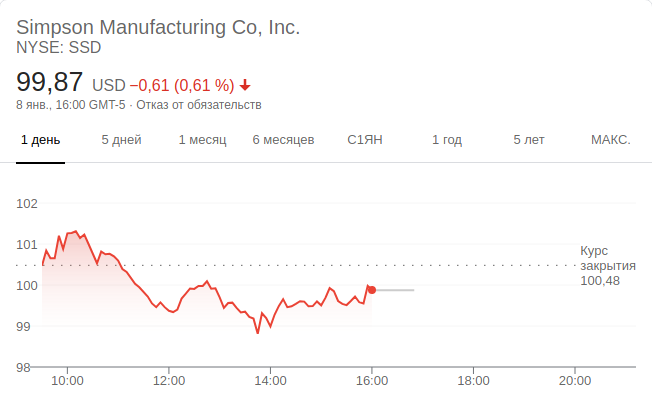 Simpson Manufacturing Co, Inc.
NYSE: SSD
99,87 USD −0,61 (0,61 %)
8 янв., 16:00 GMT-5 · Отказ от обязательств
1 день 5 дней 1 месяц 6 месяцев С1ЯН 1 год 5 лет МАКС.
102
101
100
99
98
Курс
закрытия
100,48
10:00 12:00 14:00 16:00 18:00 20:00